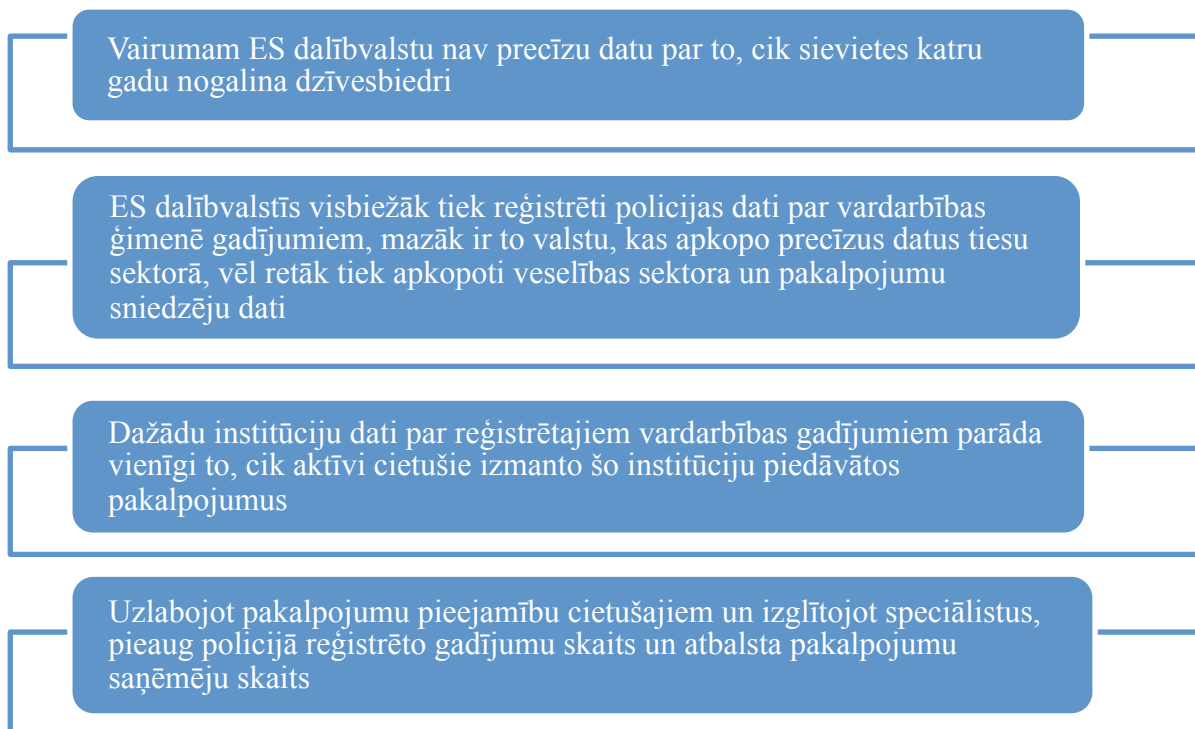 Vairumam ES dalībvalstu nav precīzu datu par to, cik sievietes katru
gadu nogalina dzīvesbiedri
ES dalībvalstīs visbiežāk tiek reģistrēti policijas dati par vardarbības
ģimenē gadījumiem, mazāk ir to valstu, kas apkopo precīzus datus tiesu
sektorā, vēl retāk tiek apkopoti veselības sektora un pakalpojumu
sniedzēju dati
Dažādu institūciju dati par reģistrētajiem vardarbības gadījumiem parāda
vienīgi to, cik aktīvi cietušie izmanto šo institūciju piedāvātos
pakalpojumus
Uzlabojot pakalpojumu pieejamību cietušajiem un izglītojot speciālistus,
pieaug policijā reģistrēto gadījumu skaits un atbalsta pakalpojumu
saņēmēju skaits